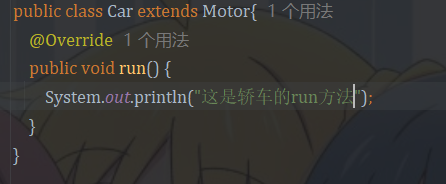 public class Car extends Motor{ 1 个用法
@Override 1 个用法
public void run() {
System.out.println("这是轿车的run方法");
}
}